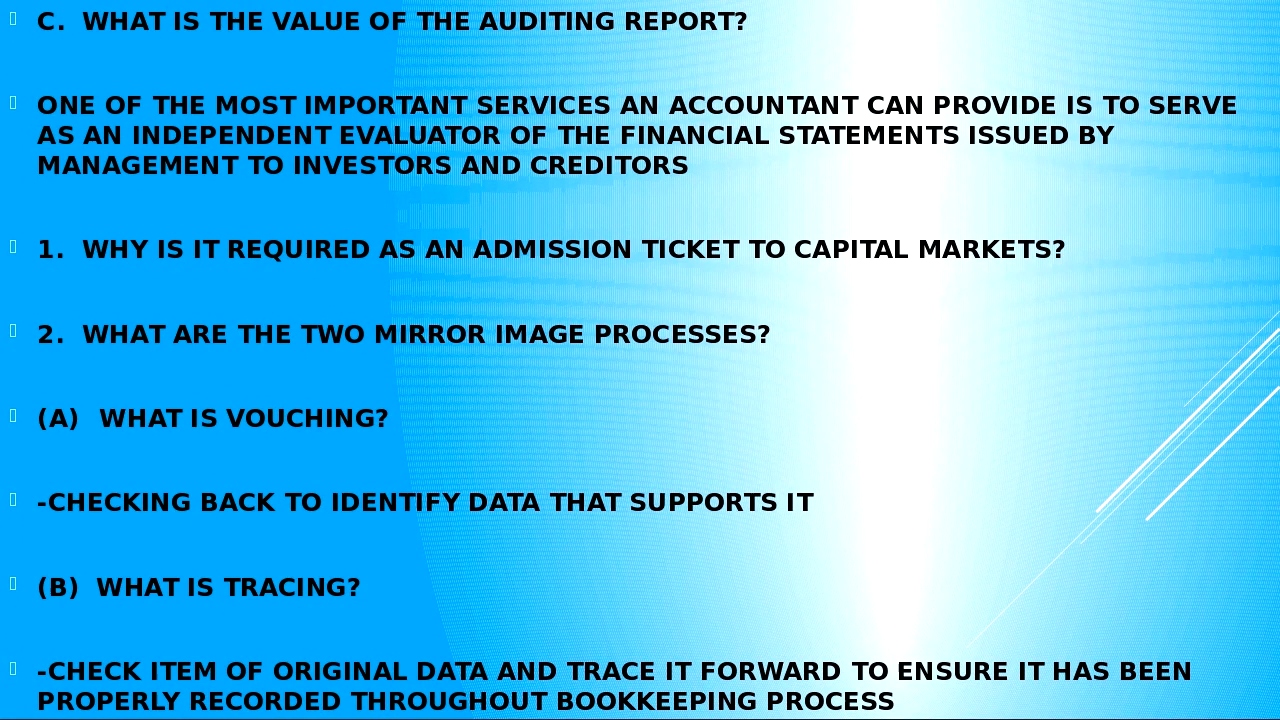 C. WHAT IS THE VALUE OF THE AUDITING REPORT?
ONE OF THE MOST IMPORTANT SERVICES AN ACCOUNTANT CAN PROVIDE IS TO SERVE
AS AN INDEPENDENT EVALUATOR OF THE FINANCIAL STATEMENTS ISSUED BY
MANAGEMENT TO INVESTORS AND CREDITORS
1. WHY IS IT REQUIRED AS AN ADMISSION TICKET TO CAPITAL MARKETS?
2. WHAT ARE THE TWO MIRROR IMAGE PROCESSES?
(A) WHAT IS VOUCHING?
-CHECKING BACK TO IDENTIFY DATA THAT SUPPORTS IT
(B) WHAT IS TRACING?
-CHECK ITEM OF ORIGINAL DATA AND TRACE IT FORWARD TO ENSURE IT HAS BEEN
PROPERLY RECORDED THROUGHOUT BOOKKEEPING PROCESS